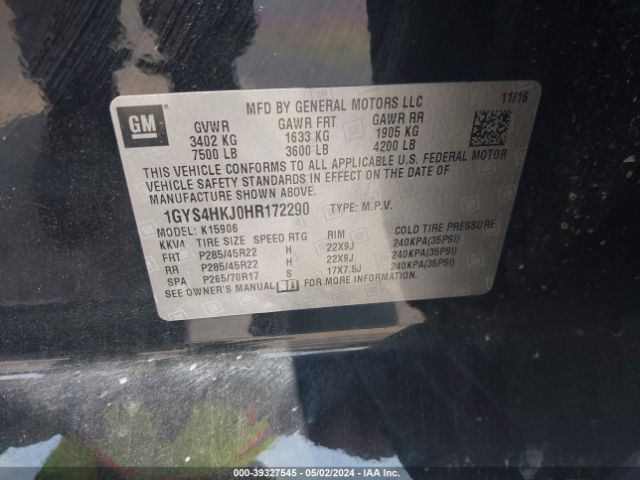 GM
MFD BY GENERAL MOTORS LLC
11/16
GVWR GAWR FRT GAWR RR
3402 KG 1633 KG 1905 KG
7500 LB 3600 LB 4200 LB
THIS VEHICLE CONFORMS TO ALL APPLICABLE U.S. FEDERAL MOTOR
VEHICLE SAFETY STANDARDS IN EFFECT ON THE DATE OF
MANUFACTURE SHOWN ABOVE.
1GYS4HKJ0HR172290 TYPE: M.P.V.
MODEL: K15906
KKV4 TIRE SIZE SPEED RTG RIM COLD TIRE PRESSURE
FRT P285/45R22 H 22X9J 240KPA(35PSI)
RR P285/45R22 H 22X9J 240KPA(35PSI)
SPA P265/70R17 S 17X7.5J 240KPA(35PSI)
SEE OWNER'S MANUAL FOR MORE INFORMATION.
000-39327545 - 05/02/2024 - IAA Inc.